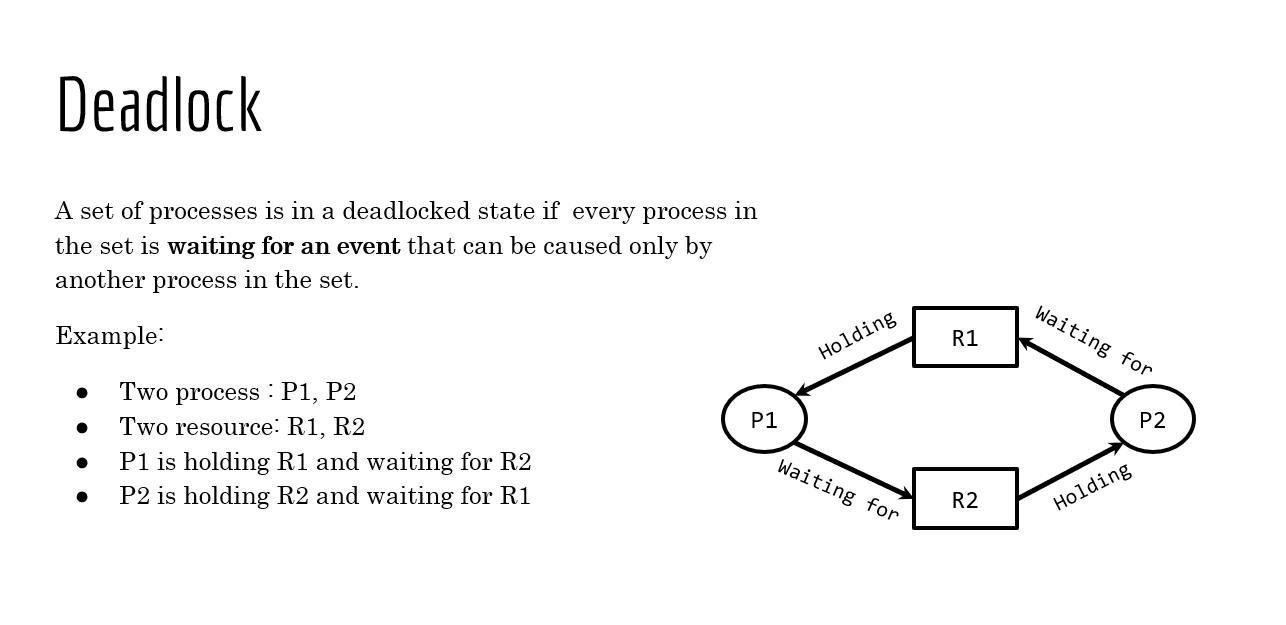 Deadlock
A set of processes is in a deadlocked state if every process in
the set is waiting for an event that can be caused only by
another process in the set.
Example:
● Two process : P1, P2
● Two resource: R1, R2
● P1 is holding R1 and waiting for R2
● P2 is holding R2 and waiting for R1
Holding
R1
Waiting for
P1
P2
Waiting for
R2
Holding